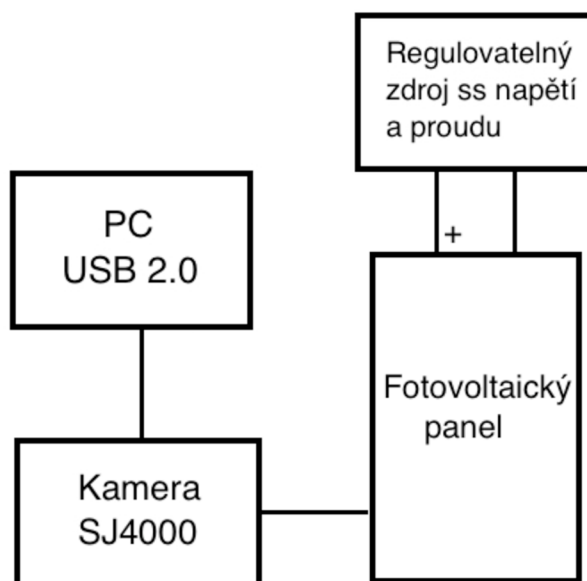 Regulovatelný
zdroj ss napětí
a proudu
+
PC
USB 2.0
Fotovoltaický
panel
Kamera
SJ4000